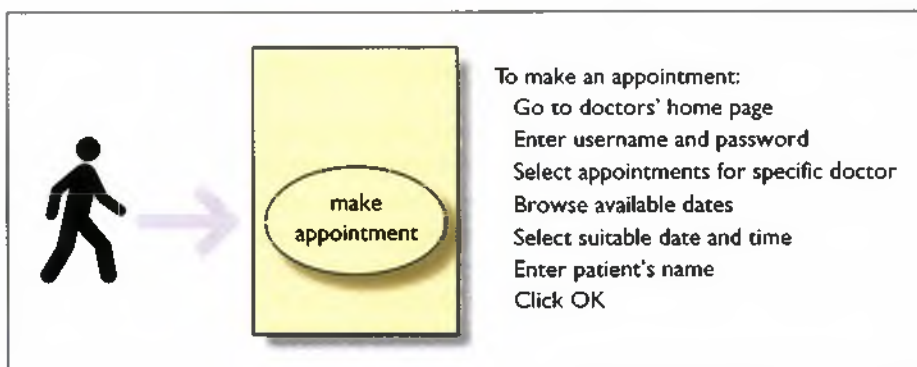 make
appointment
To make an appointment:
Go to doctors' home page
Enter username and password
Select appointments for specific doctor
Browse available dates
Select suitable date and time
Enter patient's name
Click OK